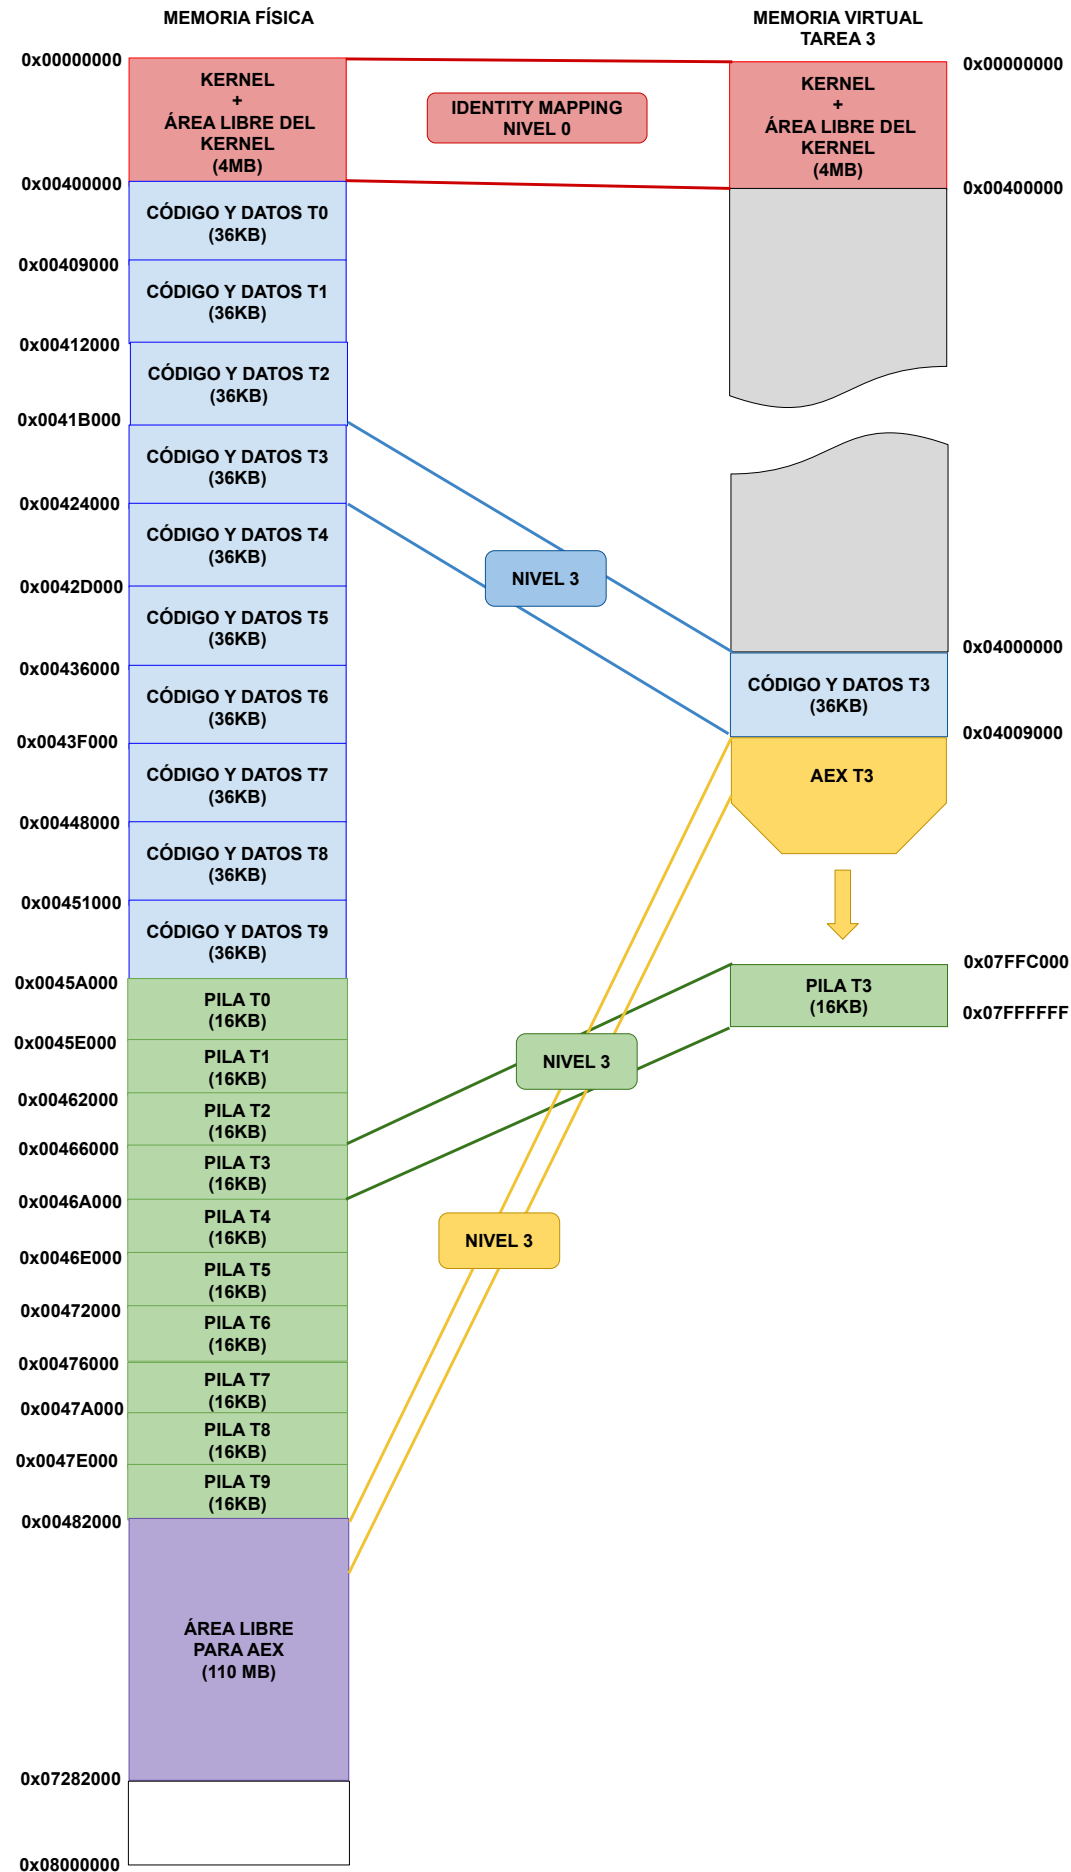 MEMORIA FÍSICA
0x00000000
KERNEL
+
ÁREA LIBRE DEL
KERNEL
(4MB)
0x00400000
CÓDIGO Y DATOS T0
(36KB)
0x00409000
CÓDIGO Y DATOS T1
(36KB)
0x00412000
CÓDIGO Y DATOS T2
(36KB)
0x0041B000
CÓDIGO Y DATOS T3
(36KB)
0x00424000
CÓDIGO Y DATOS T4
(36KB)
0x0042D000
CÓDIGO Y DATOS T5
(36KB)
0x00436000
CÓDIGO Y DATOS T6
(36KB)
0x0043F000
CÓDIGO Y DATOS T7
(36KB)
0x00448000
CÓDIGO Y DATOS T8
(36KB)
0x00451000
CÓDIGO Y DATOS T9
(36KB)
0x0045A000
PILA T0
(16KB)
0x0045E000
PILA T1
(16KB)
0x00462000
PILA T2
(16KB)
0x00466000
PILA T3
(16KB)
0x0046A000
PILA T4
(16KB)
0x0046E000
PILA T5
(16KB)
0x00472000
PILA T6
(16KB)
0x00476000
PILA T7
(16KB)
0x0047A000
PILA T8
(16KB)
0x0047E000
PILA T9
(16KB)
0x00482000
ÁREA LIBRE
PARA AEX
(110 MB)
0x07282000
0x08000000
IDENTITY MAPPING
NIVEL 0
NIVEL 3
NIVEL 3
NIVEL 3
MEMORIA VIRTUAL
TAREA 3
0x00000000
KERNEL
+
ÁREA LIBRE DEL
KERNEL
(4MB)
0x00400000
0x04000000
CÓDIGO Y DATOS T3
(36KB)
0x04009000
AEX T3
0x07FFC000
PILA T3
(16KB)
0x07FFFFFF